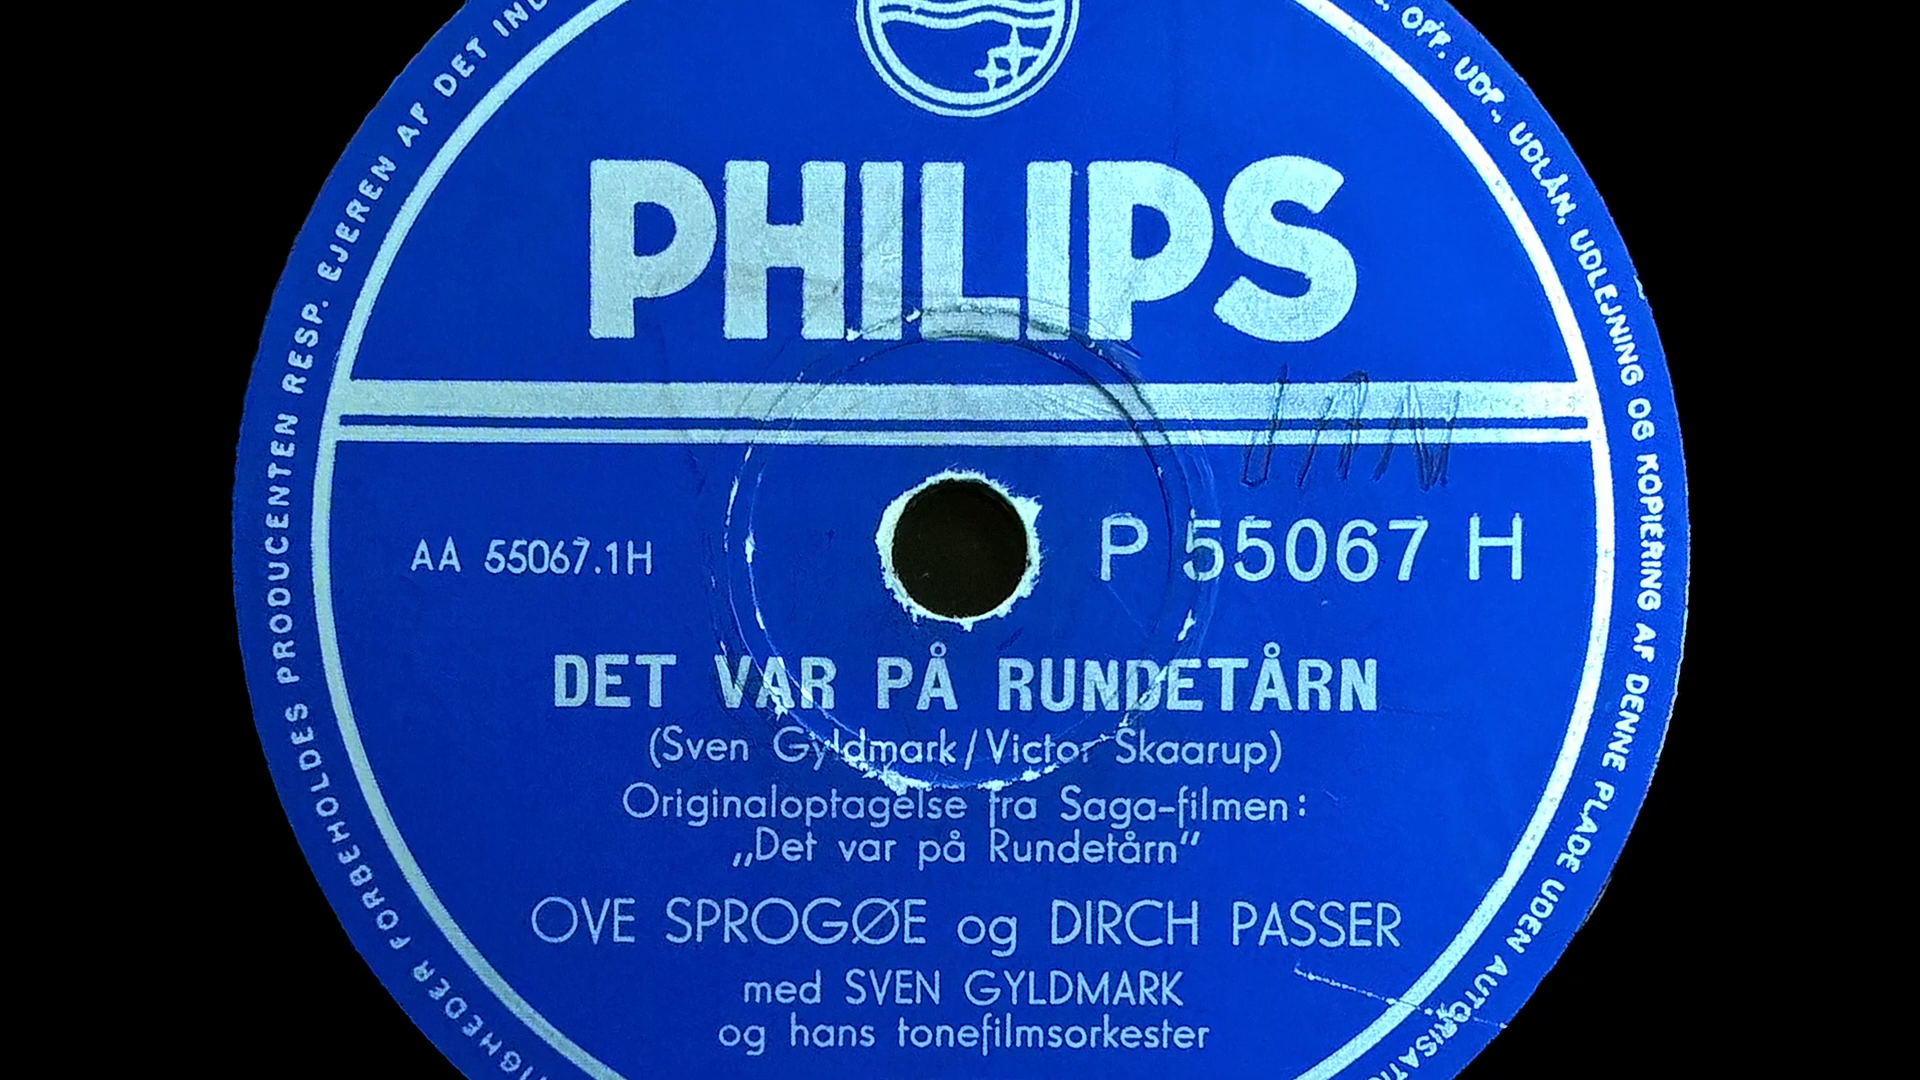 PHILIPS
JAN
AA 55067.1H
P 55067 H
DET VAR PÅ RUNDETÅRN
(Sven Gyldmark/Victor Skaarup)
Originaloptagelse fra Saga-filmen:
„Det var på Rundetårn“
OVE SPROGØE og DIRCH PASSER
med SVEN GYLDMARK
og hans tonefilmsorkester
FORBEHOLDES PRODUCENTEN RESP. EJEREN AF DET
OFF. UDF., UDLÅN, UDLEJNING OG KOPIERING AF DENNE PLADE UDEN